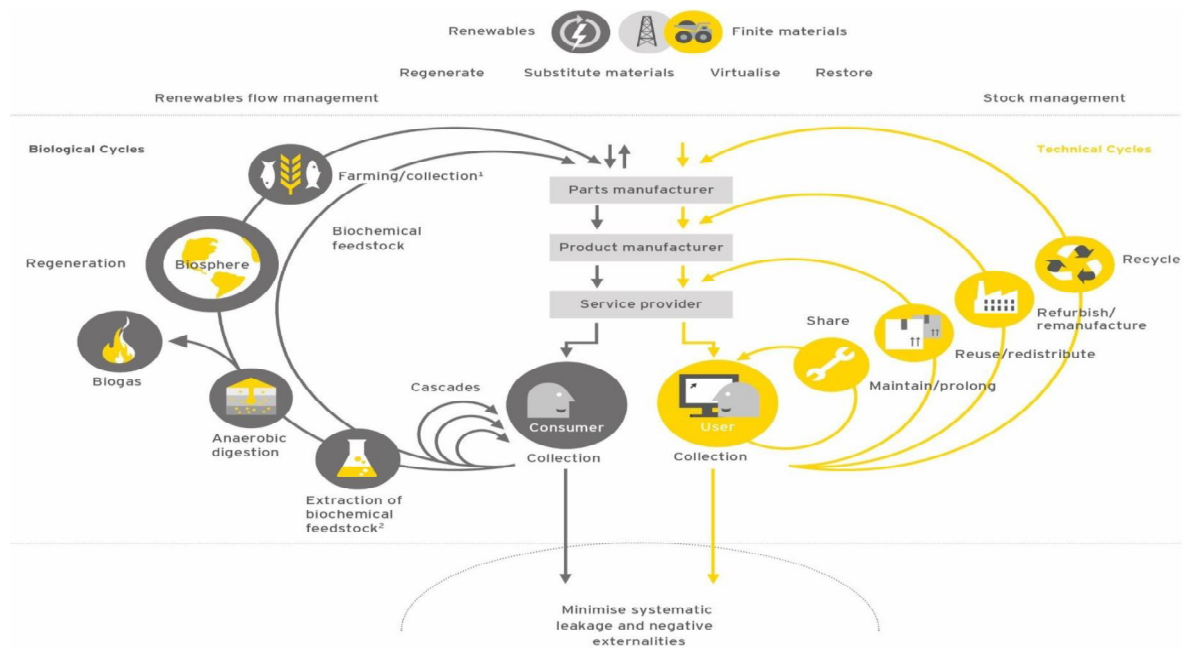 Renewables
Finite materials
Regenerate
Substitute materials
Virtualise
Restore
Renewables flow management
Stock management
Biological Cycles
Technical Cycles
Farming/collection¹
Parts manufacturer
Biochemical
feedstock
Product manufacturer
Regeneration
Biosphere
Recycle
Service provider
Share
Refurbish/
remanufacture
Reuse/redistribute
Biogas
Maintain/prolong
Cascades
Consumer
User
Anaerobic
digestion
Collection
Collection
Extraction of
biochemical
feedstock²
Minimise systematic
leakage and negative
externalities